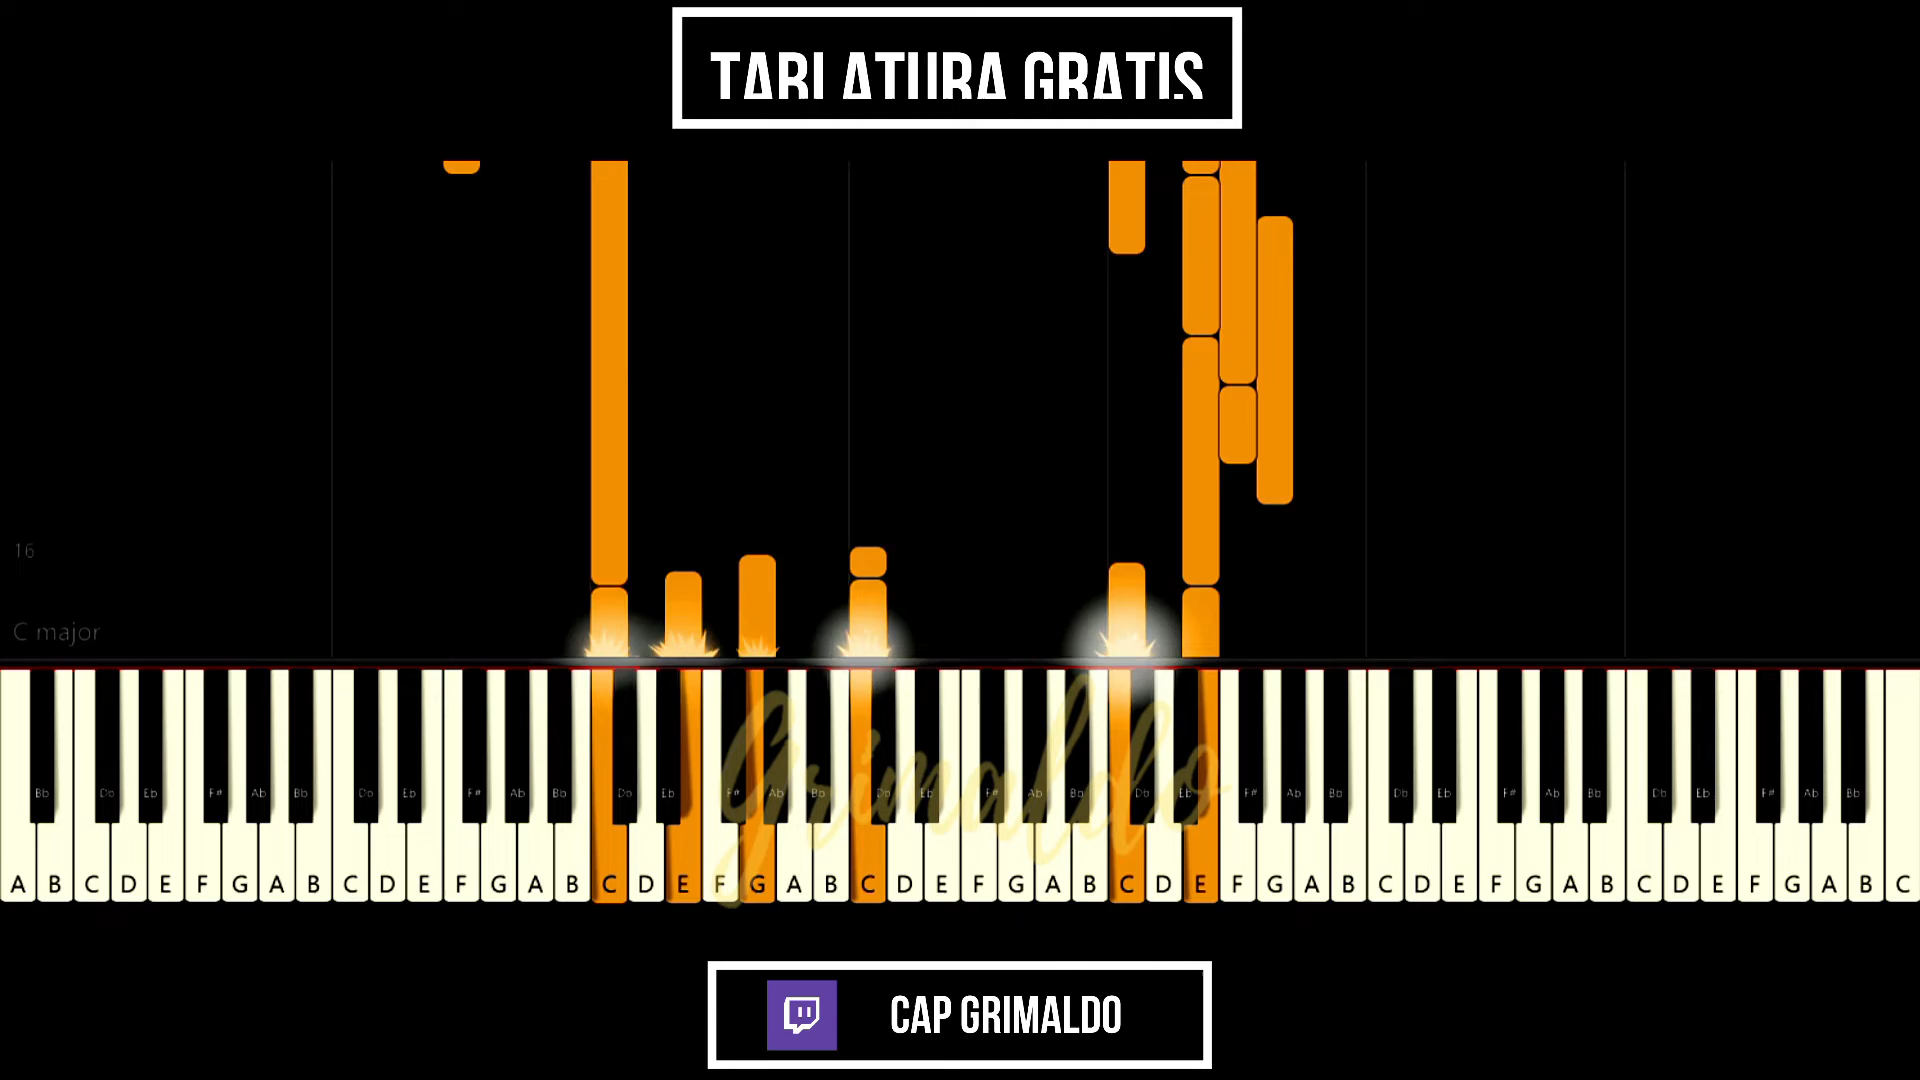 TABLATURA GRATIS
16
C major
Grimaldo
Bb Db Eb F# Ab Bb Db Eb F# Ab Bb Db Eb F# Ab Bb Db Eb F# Ab Bb Db Eb F# Ab Bb Db Eb F# Ab Bb Db Eb F# Ab Bb
A B C D E F G A B C D E F G A B C D E F G A B C D E F G A B C D E F G A B C D E F G A B C D E F G A B C
CAP GRIMALDO